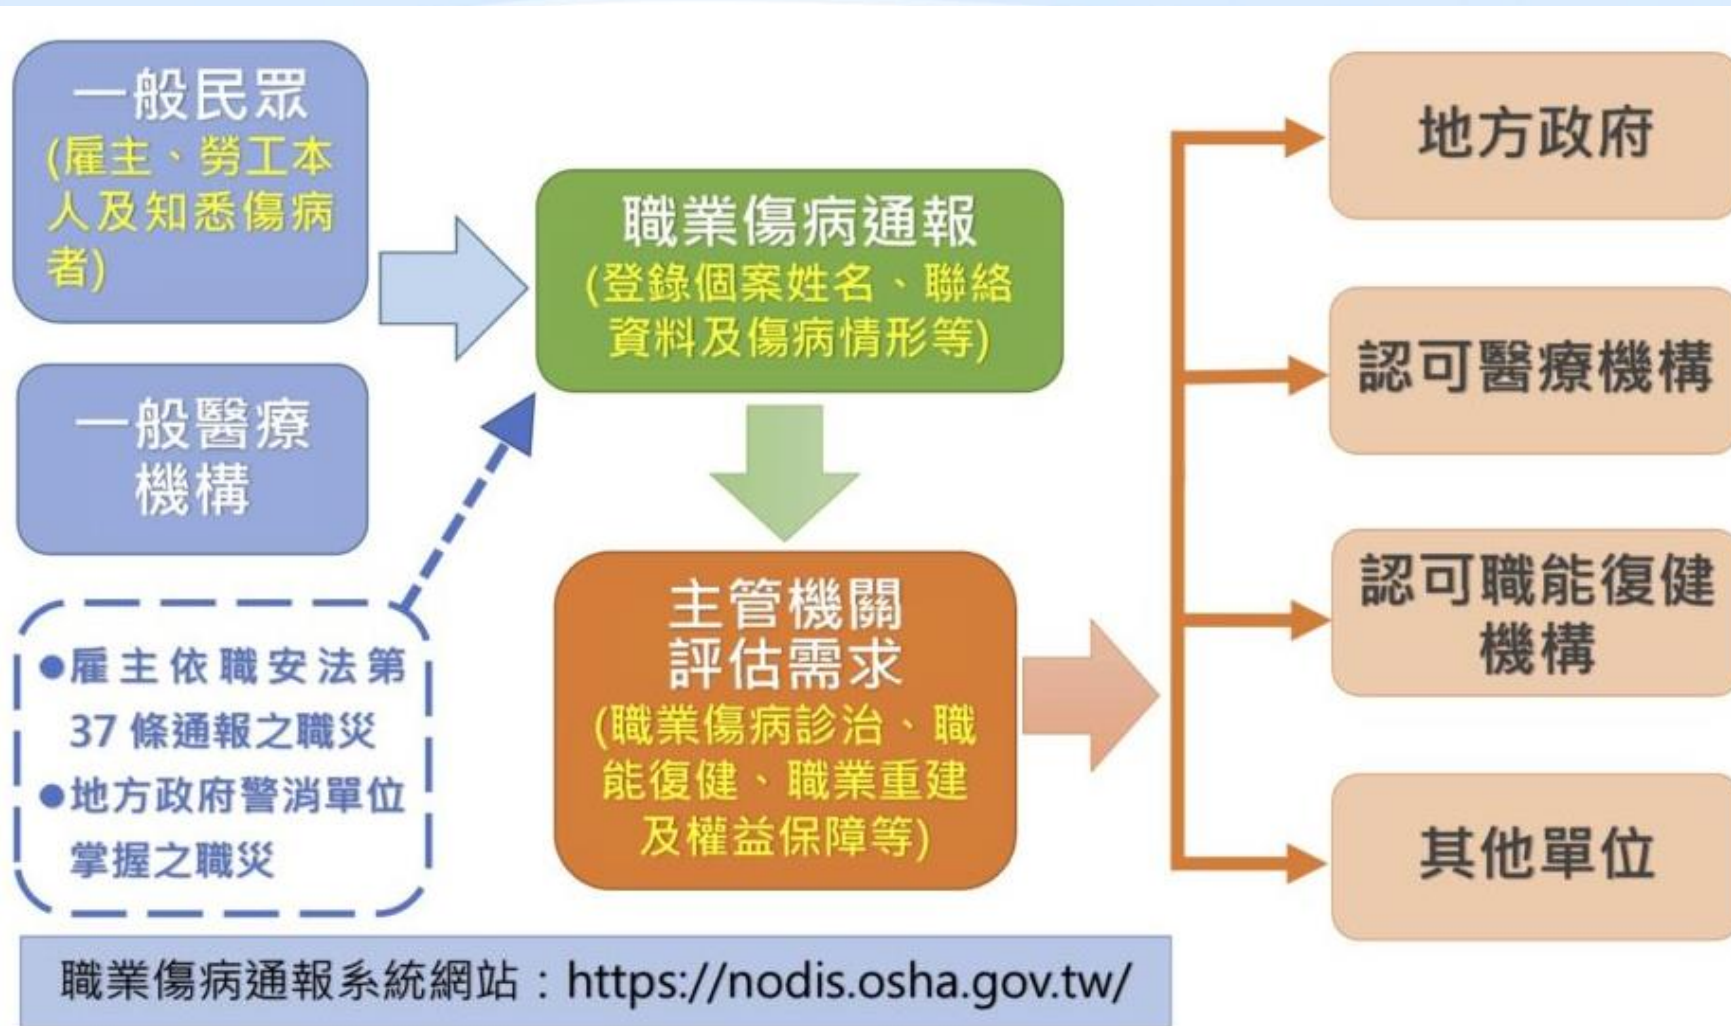 一般民眾
(雇主、勞工本
人及知悉傷病
者)
一般醫療
機構
●雇主依職安法第
37 條通報之職災
●地方政府警消單位
掌握之職災
職業傷病通報
(登錄個案姓名、聯絡
資料及傷病情形等)
主管機關
評估需求
(職業傷病診治、職
能復健、職業重建
及權益保障等)
地方政府
認可醫療機構
認可職能復健
機構
其他單位
職業傷病通報系統網站：https://nodis.osha.gov.tw/